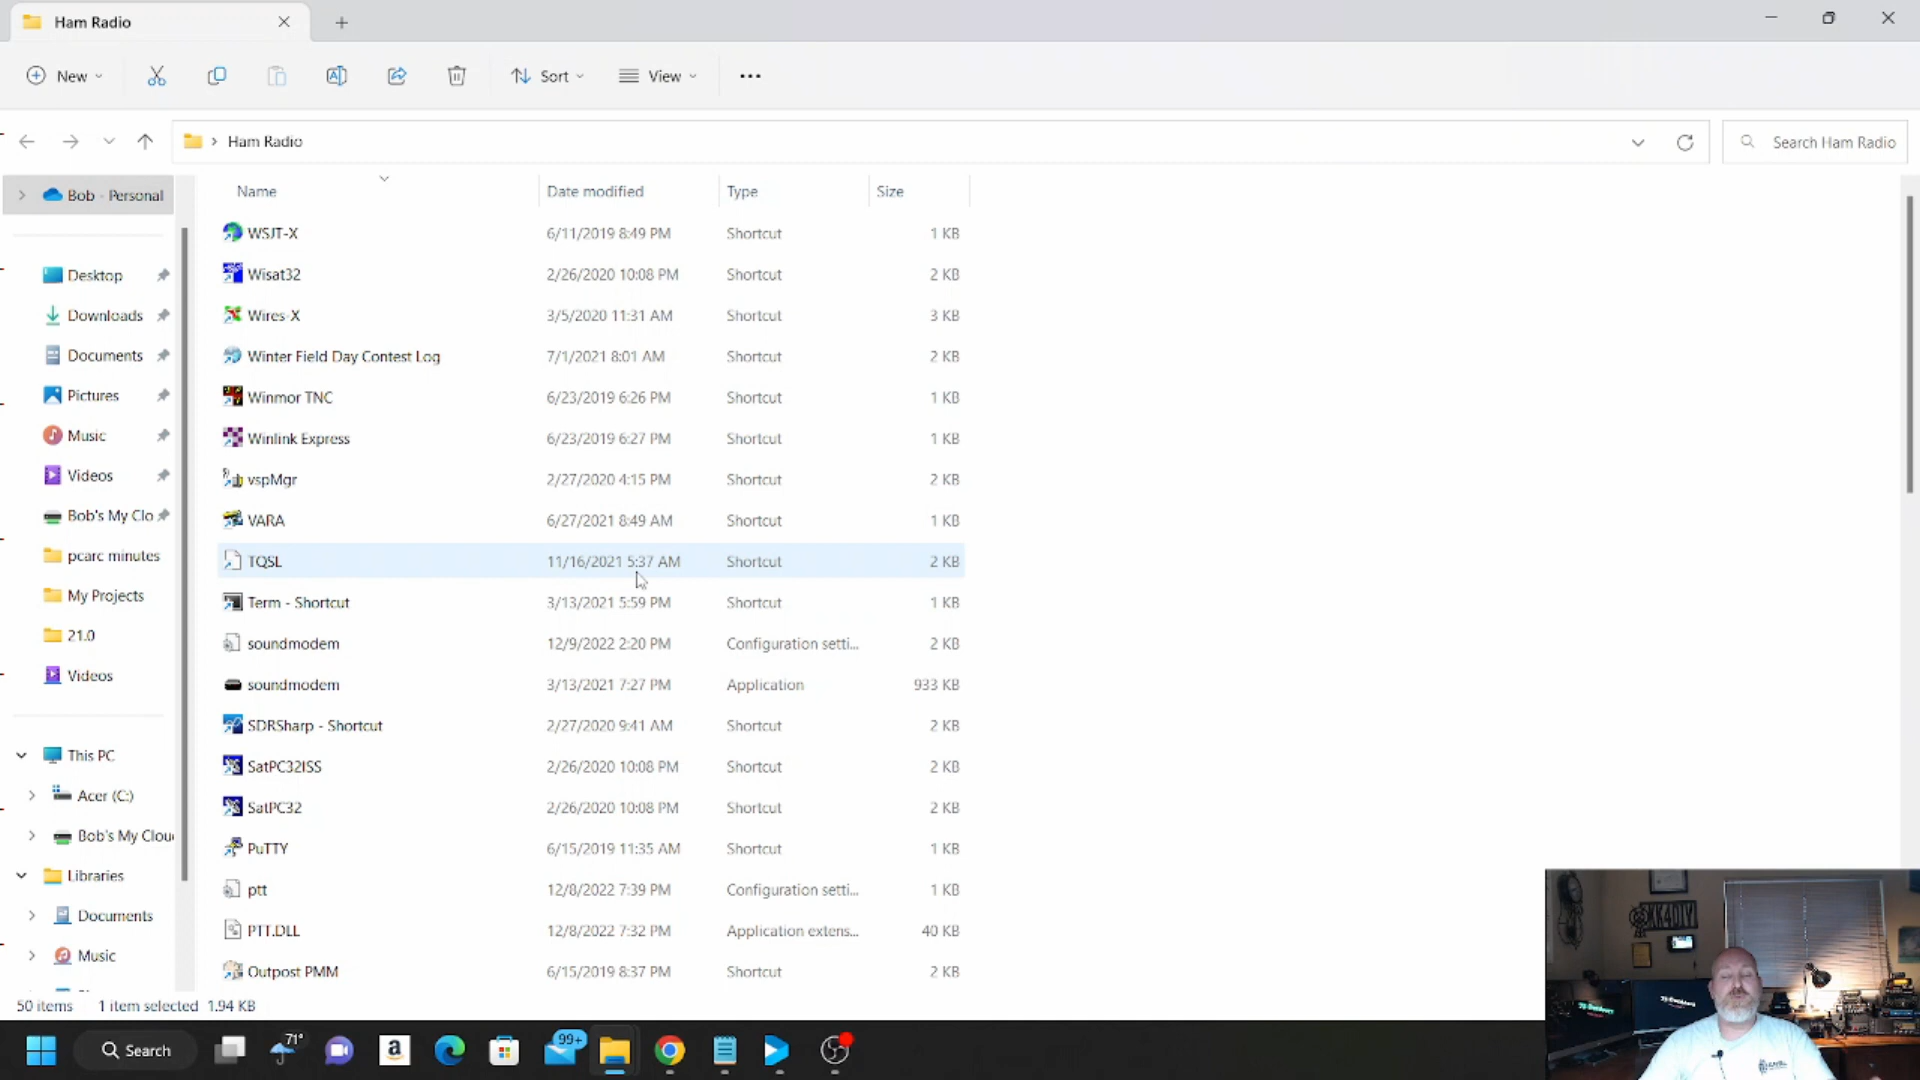 Ham Radio
New
Sort
View
Ham Radio
Search Ham Radio
Name Date modified Type Size
Bob - Personal
Desktop
Downloads
Documents
Pictures
Music
Videos
Bob's My Clo
pcarc minutes
My Projects
21.0
Videos
This PC
Acer (C:)
Bob's My Clou
Libraries
Documents
Music
WSJT-X 6/11/2019 8:49 PM Shortcut 1 KB
Wisat32 2/26/2020 10:08 PM Shortcut 2 KB
Wires-X 3/5/2020 11:31 AM Shortcut 3 KB
Winter Field Day Contest Log 7/1/2021 8:01 AM Shortcut 2 KB
Winmor TNC 6/23/2019 6:26 PM Shortcut 1 KB
Winlink Express 6/23/2019 6:27 PM Shortcut 1 KB
vspMgr 2/27/2020 4:15 PM Shortcut 2 KB
VARA 6/27/2021 8:49 AM Shortcut 1 KB
TQSL 11/16/2021 5:37 AM Shortcut 2 KB
Term - Shortcut 3/13/2021 5:59 PM Shortcut 1 KB
soundmodem 12/9/2022 2:20 PM Configuration setti... 2 KB
soundmodem 3/13/2021 7:27 PM Application 933 KB
SDRSharp - Shortcut 2/27/2020 9:41 AM Shortcut 2 KB
SatPC32ISS 2/26/2020 10:08 PM Shortcut 2 KB
SatPC32 2/26/2020 10:08 PM Shortcut 2 KB
PuTTY 6/15/2019 11:35 AM Shortcut 1 KB
ptt 12/8/2022 7:39 PM Configuration setti... 1 KB
PTT.DLL 12/8/2022 7:32 PM Application extens... 40 KB
Outpost PMM 6/15/2019 8:37 PM Shortcut 2 KB
50 items 1 item selected 1.94 KB
KK4DIV
Search
71°
a
99+